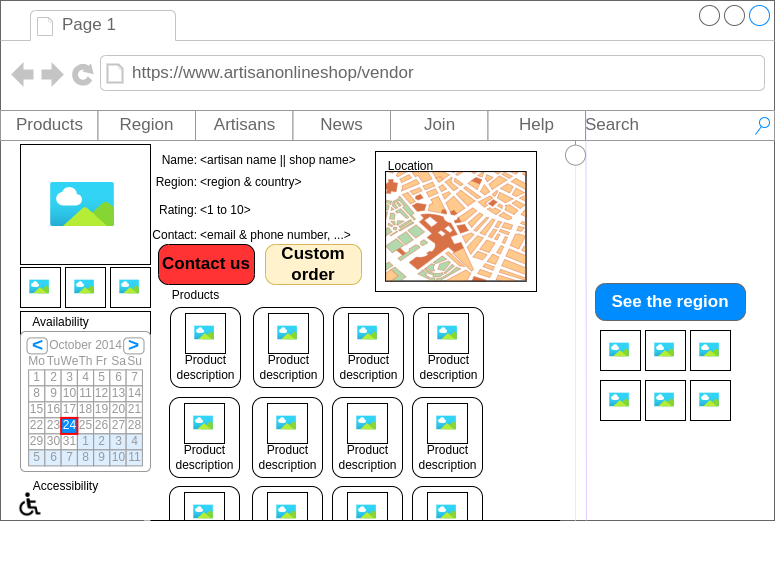 Page 1
https://www.artisanonlineshop/vendor
Products Region Artisans News Join Help Search
Name: <artisan name || shop name>
Region: <region & country>
Rating: <1 to 10>
Contact: <email & phone number, ...>
Location
Contact us
Custom
order
See the region
Products
Availability
< October 2014 >
Mo Tu We Th Fr Sa Su
1 2 3 4 5 6 7
8 9 10 11 12 13 14
15 16 17 18 19 20 21
22 23 24 25 26 27 28
29 30 31 1 2 3 4
5 6 7 8 9 10 11
Accessibility
Product
description
Product
description
Product
description
Product
description
Product
description
Product
description
Product
description
Product
description